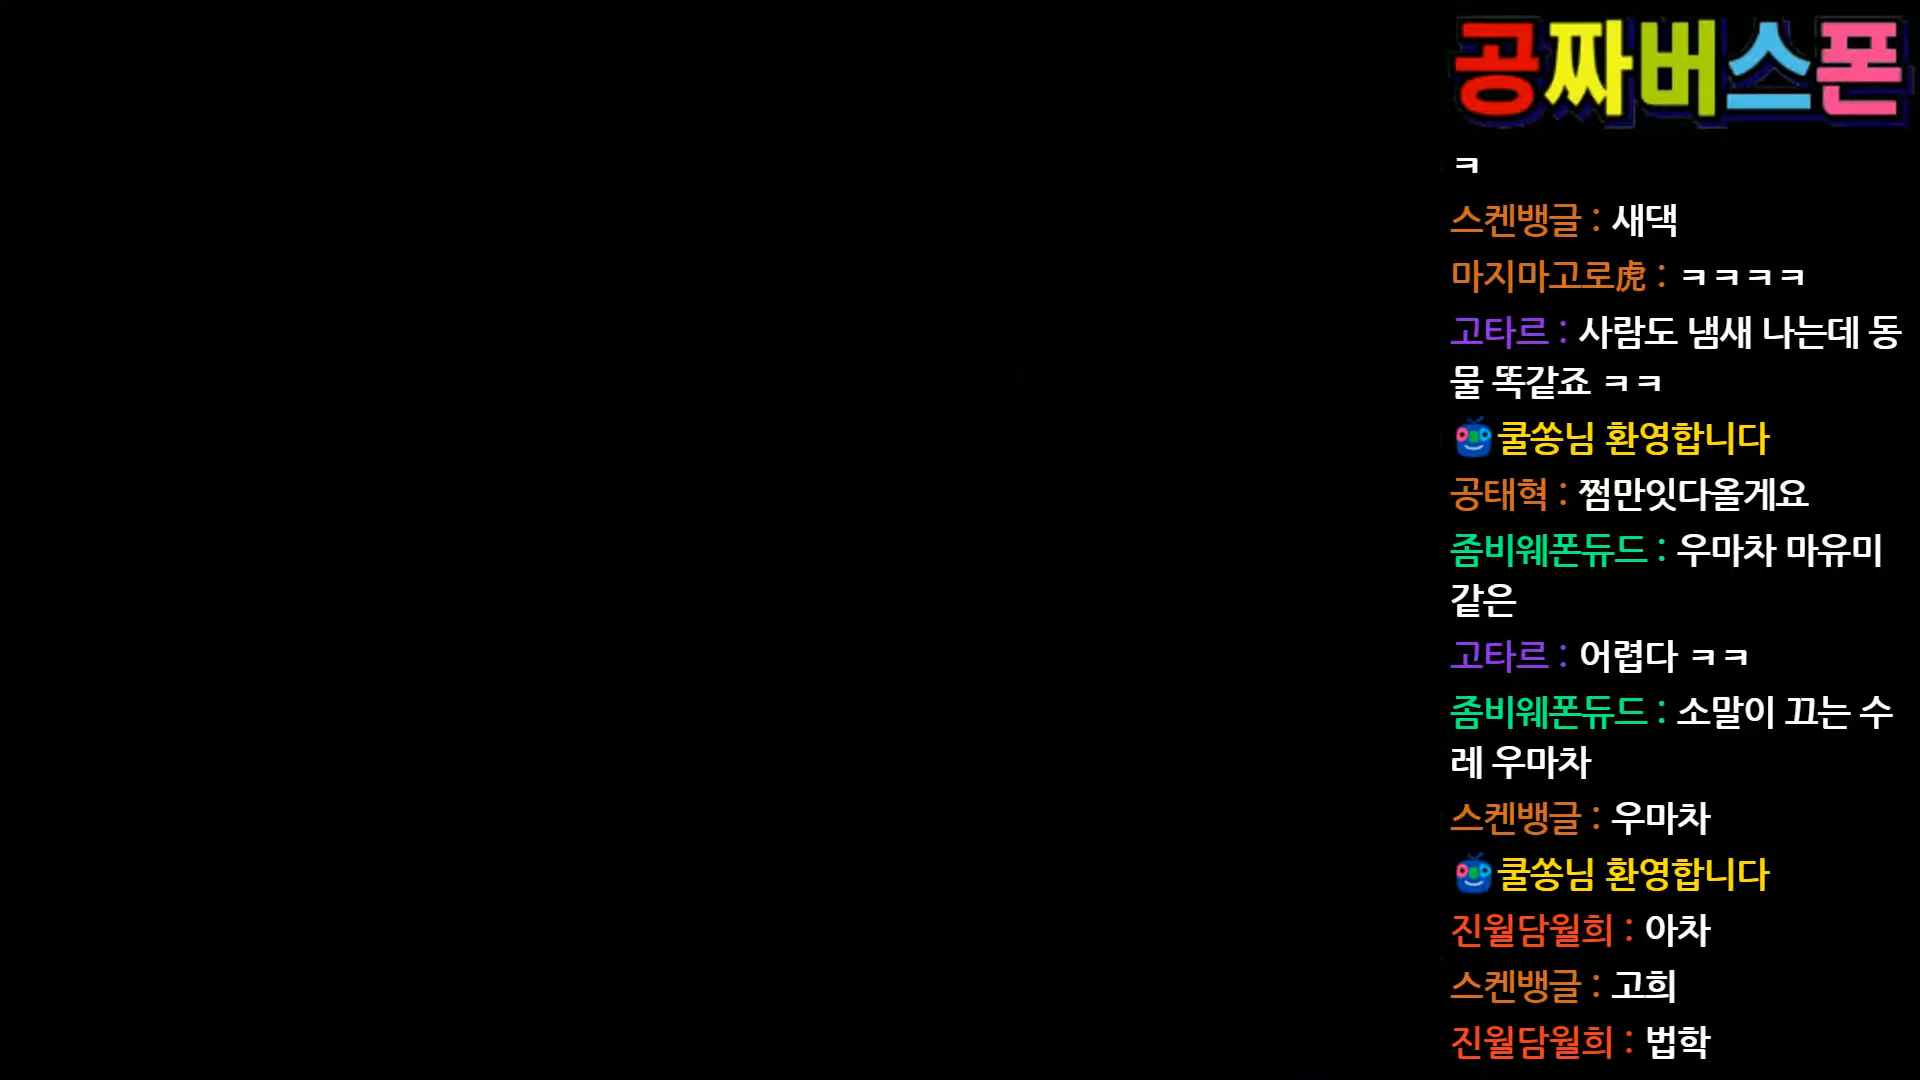 공짜버스폰
ㅋ
스켄뱅글 : 새댁
마지마고로虎 : ㅋㅋㅋㅋ
고타르 : 사람도 냄새 나는데 동
물 똑같죠 ㅋㅋ
쿨쏭님 환영합니다
공태혁 : 쩜만잇다올게요
좀비웨폰듀드 : 우마차 마유미
같은
고타르 : 어렵다 ㅋㅋ
좀비웨폰듀드 : 소말이 끄는 수
레 우마차
스켄뱅글 : 우마차
쿨쏭님 환영합니다
진월담월희 : 아차
스켄뱅글 : 고희
진월담월희 : 법학